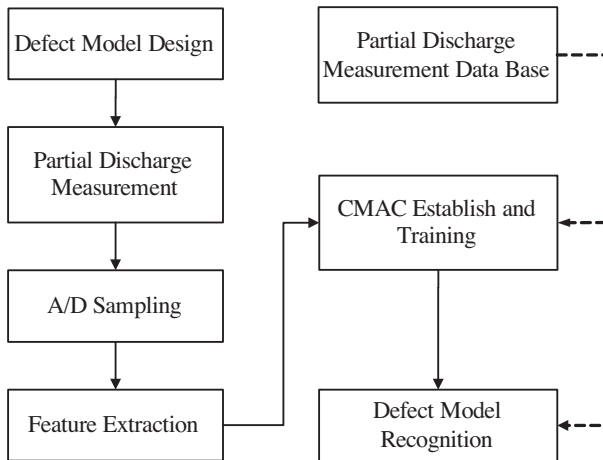 Defect Model Design
Partial Discharge
Measurement
A/D Sampling
Feature Extraction
Partial Discharge
Measurement Data Base
CMAC Establish and
Training
Defect Model
Recognition